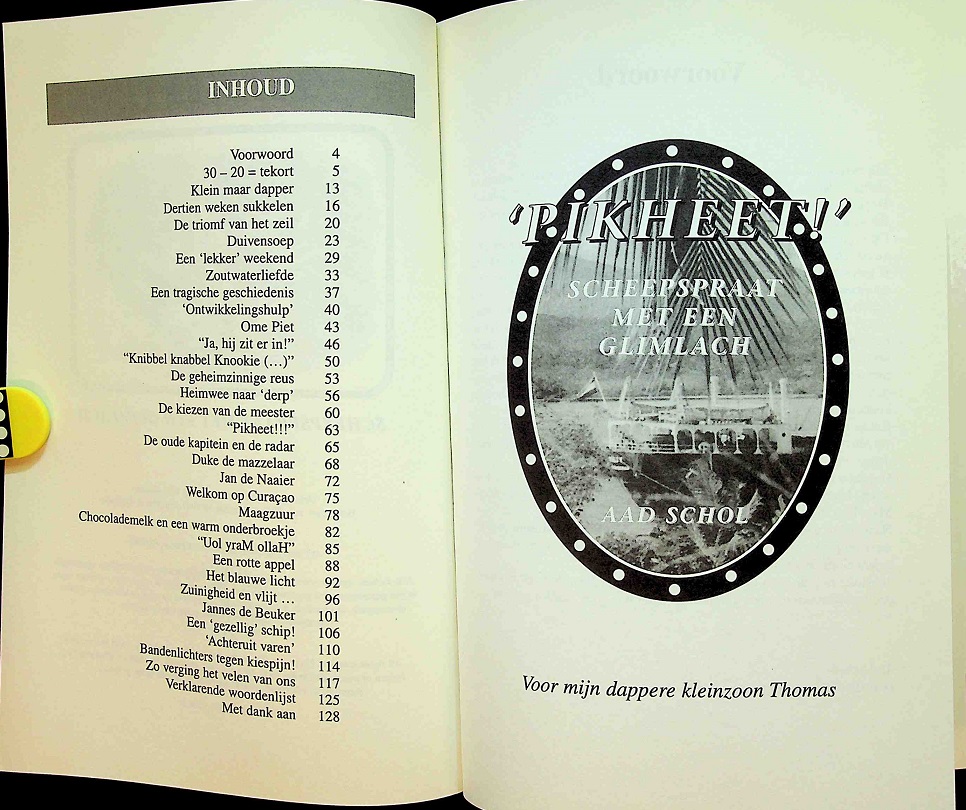 INHOUD
Voorwoord 4
30 – 20 = tekort 5
Klein maar dapper 13
Dertien weken sukkelen 16
De triomf van het zeil 20
Duivensoep 23
Een ‘lekker’ weekend 29
Zoutwaterliefde 33
Een tragische geschiedenis 37
‘Ontwikkelingshulp’ 40
Ome Piet 43
“Ja, hij zit er in!” 46
“Knibbel knabbel Knookie (…)” 50
De geheimzinnige reus 53
Heimwee naar ‘derp’ 56
De kiezen van de meester 60
“Pikheet!!!” 63
De oude kapitein en de radar 65
Duke de mazzelaar 68
Jan de Naaier 72
Welkom op Curaçao 75
Maagzuur 78
Chocolademelk en een warm onderbroekje 82
“Uol yraM ollaH” 85
Een rotte appel 88
Het blauwe licht 92
Zuinigheid en vlijt … 96
Jannes de Beuker 101
Een ‘gezellig’ schip! 106
‘Achteruit varen’ 110
Bandenlichters tegen kiespijn! 114
Zo verging het velen van ons 117
Verklarende woordenlijst 125
Met dank aan 128
‘PIKHEET!’
SCHEEPSPRAAT
MET EEN
GLIMLACH
AAD SCHOL
Voor mijn dappere kleinzoon Thomas